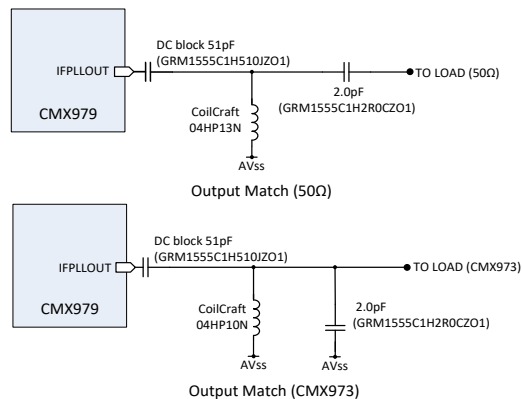 DC block 51pF
(GRM1555C1H510JZO1)
IFPLLOUT
TO LOAD (50Ω)
2.0pF
(GRM1555C1H2R0CZO1)
CMX979
CoilCraft
04HP13N
AVss
Output Match (50Ω)
DC block 51pF
(GRM1555C1H510JZO1)
IFPLLOUT
TO LOAD (CMX973)
CMX979
CoilCraft
04HP10N
2.0pF
(GRM1555C1H2R0CZO1)
AVss
AVss
Output Match (CMX973)